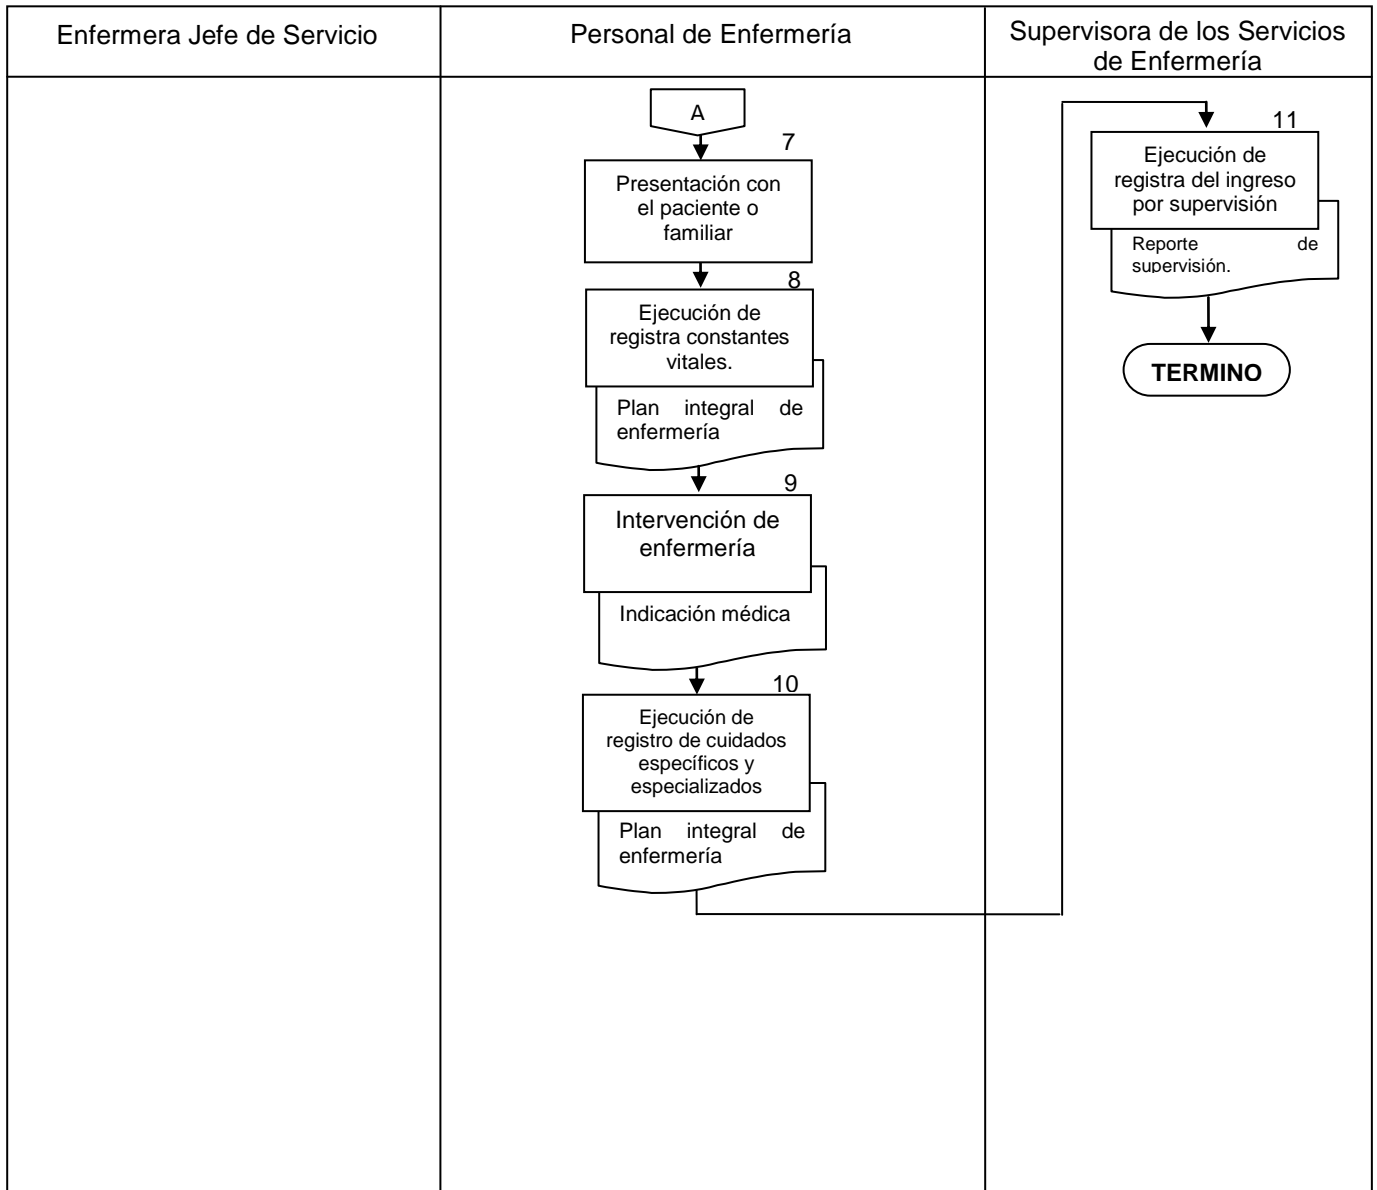 Enfermera Jefe de Servicio
Personal de Enfermería
Supervisora de los Servicios
de Enfermería
A
7
Presentación con
el paciente o
familiar
8
Ejecución de
registra constantes
vitales.
Plan integral de
enfermería
9
Intervención de
enfermería
Indicación médica
10
Ejecución de
registro de cuidados
específicos y
especializados
Plan integral de
enfermería
11
Ejecución de
registra del ingreso
por supervisión
Reporte de
supervisión.
TERMINO